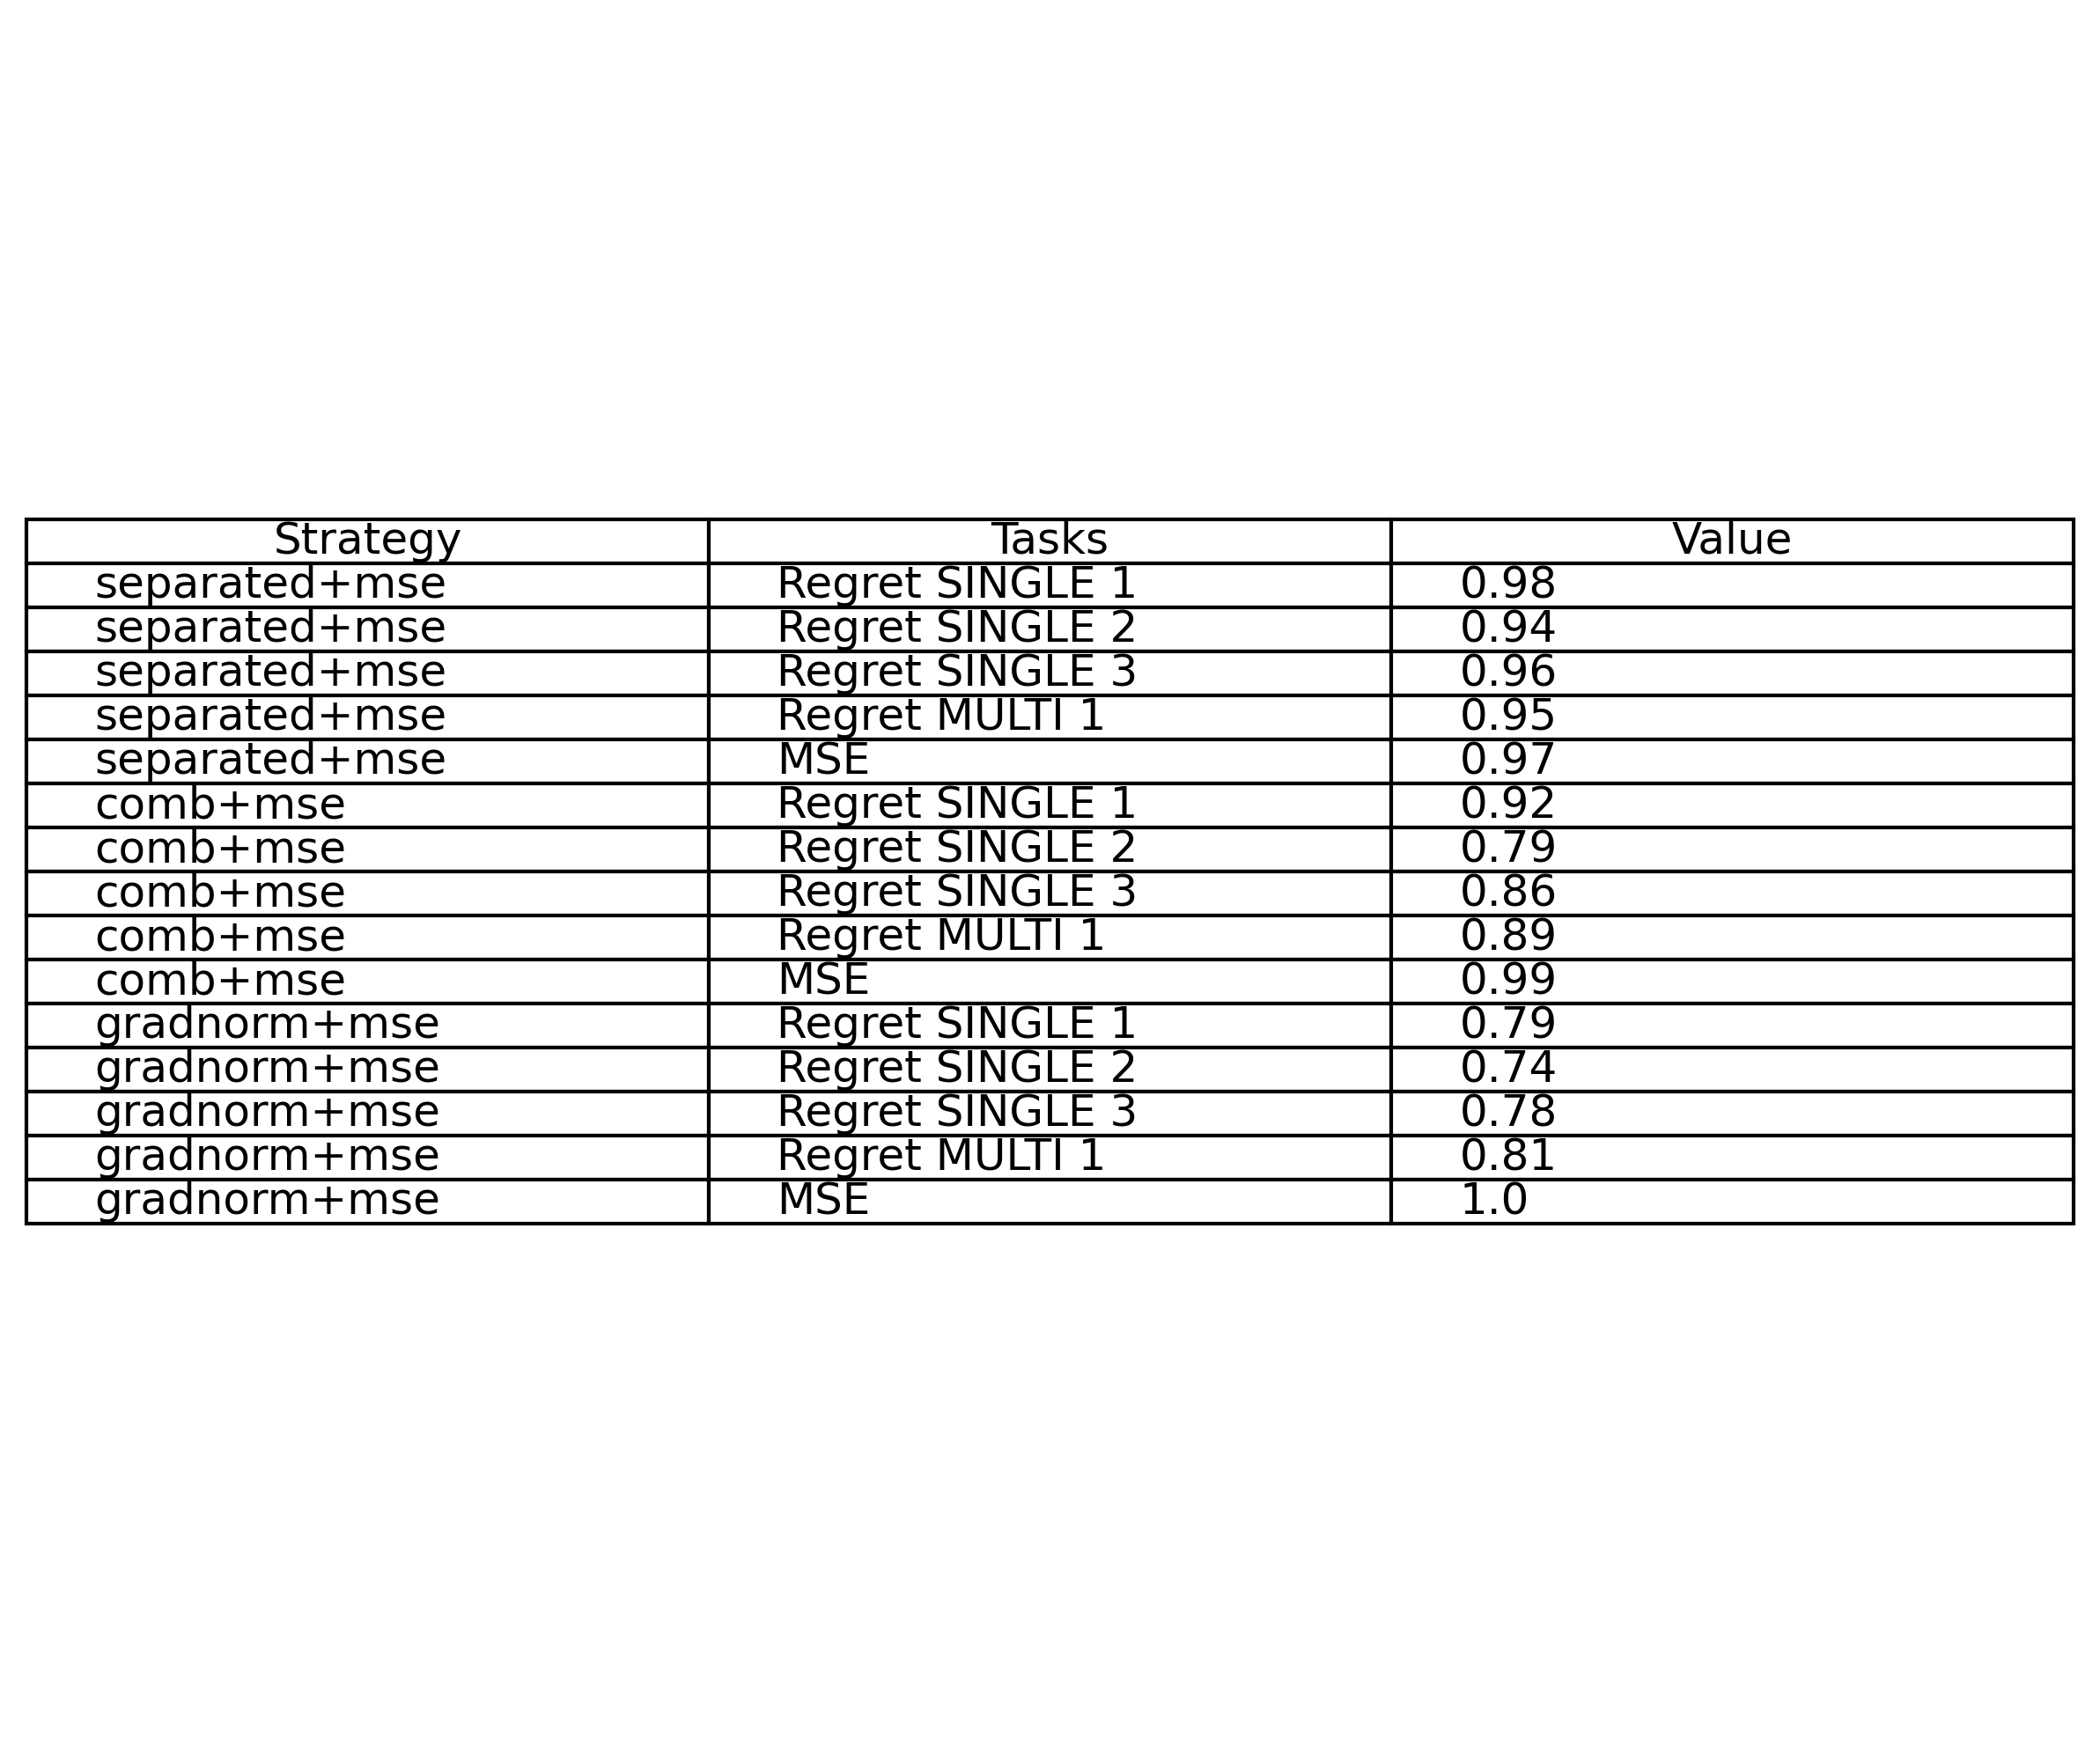 Strategy Tasks Value
separated+mse Regret SINGLE 1 0.98
separated+mse Regret SINGLE 2 0.94
separated+mse Regret SINGLE 3 0.96
separated+mse Regret MULTI 1 0.95
separated+mse MSE 0.97
comb+mse Regret SINGLE 1 0.92
comb+mse Regret SINGLE 2 0.79
comb+mse Regret SINGLE 3 0.86
comb+mse Regret MULTI 1 0.89
comb+mse MSE 0.99
gradnorm+mse Regret SINGLE 1 0.79
gradnorm+mse Regret SINGLE 2 0.74
gradnorm+mse Regret SINGLE 3 0.78
gradnorm+mse Regret MULTI 1 0.81
gradnorm+mse MSE 1.0